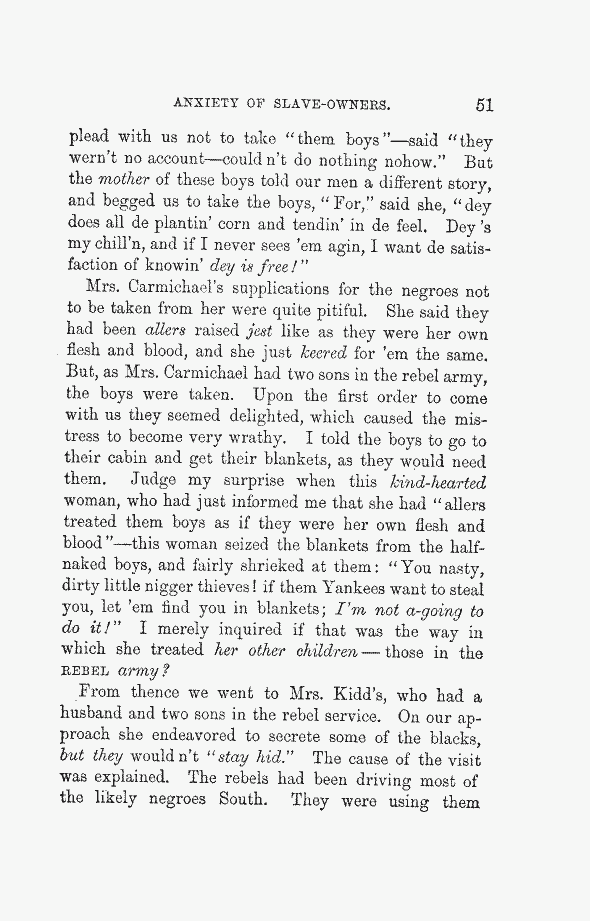 ANXIETY OF SLAVE-OWNERS. 51
plead with us not to take "them boys"—said "they
wern't no account—could n't do nothing nohow." But
the mother of these boys told our men a different story,
and begged us to take the boys, "For," said she, "dey
does all de plantin' corn and tendin' in de feel. Dey 's
my chill'n, and if I never sees 'em agin, I want de satis-
faction of knowin' dey is free!"
Mrs. Carmichael's supplications for the negroes not
to be taken from her were quite pitiful. She said they
had been allers raised jest like as they were her own
flesh and blood, and she just keered for 'em the same.
But, as Mrs. Carmichael had two sons in the rebel army,
the boys were taken. Upon the first order to come
with us they seemed delighted, which caused the mis-
tress to become very wrathy. I told the boys to go to
their cabin and get their blankets, as they would need
them. Judge my surprise when this kind-hearted
woman, who had just informed me that she had "allers
treated them boys as if they were her own flesh and
blood"—this woman seized the blankets from the half-
naked boys, and fairly shrieked at them: "You nasty,
dirty little nigger thieves! if them Yankees want to steal
you, let 'em find you in blankets; I'm not a-going to
do it!" I merely inquired if that was the way in
which she treated her other children—those in the
REBEL army?
From thence we went to Mrs. Kidd's, who had a
husband and two sons in the rebel service. On our ap-
proach she endeavored to secrete some of the blacks,
but they would n't "stay hid." The cause of the visit
was explained. The rebels had been driving most of
the likely negroes South. They were using them